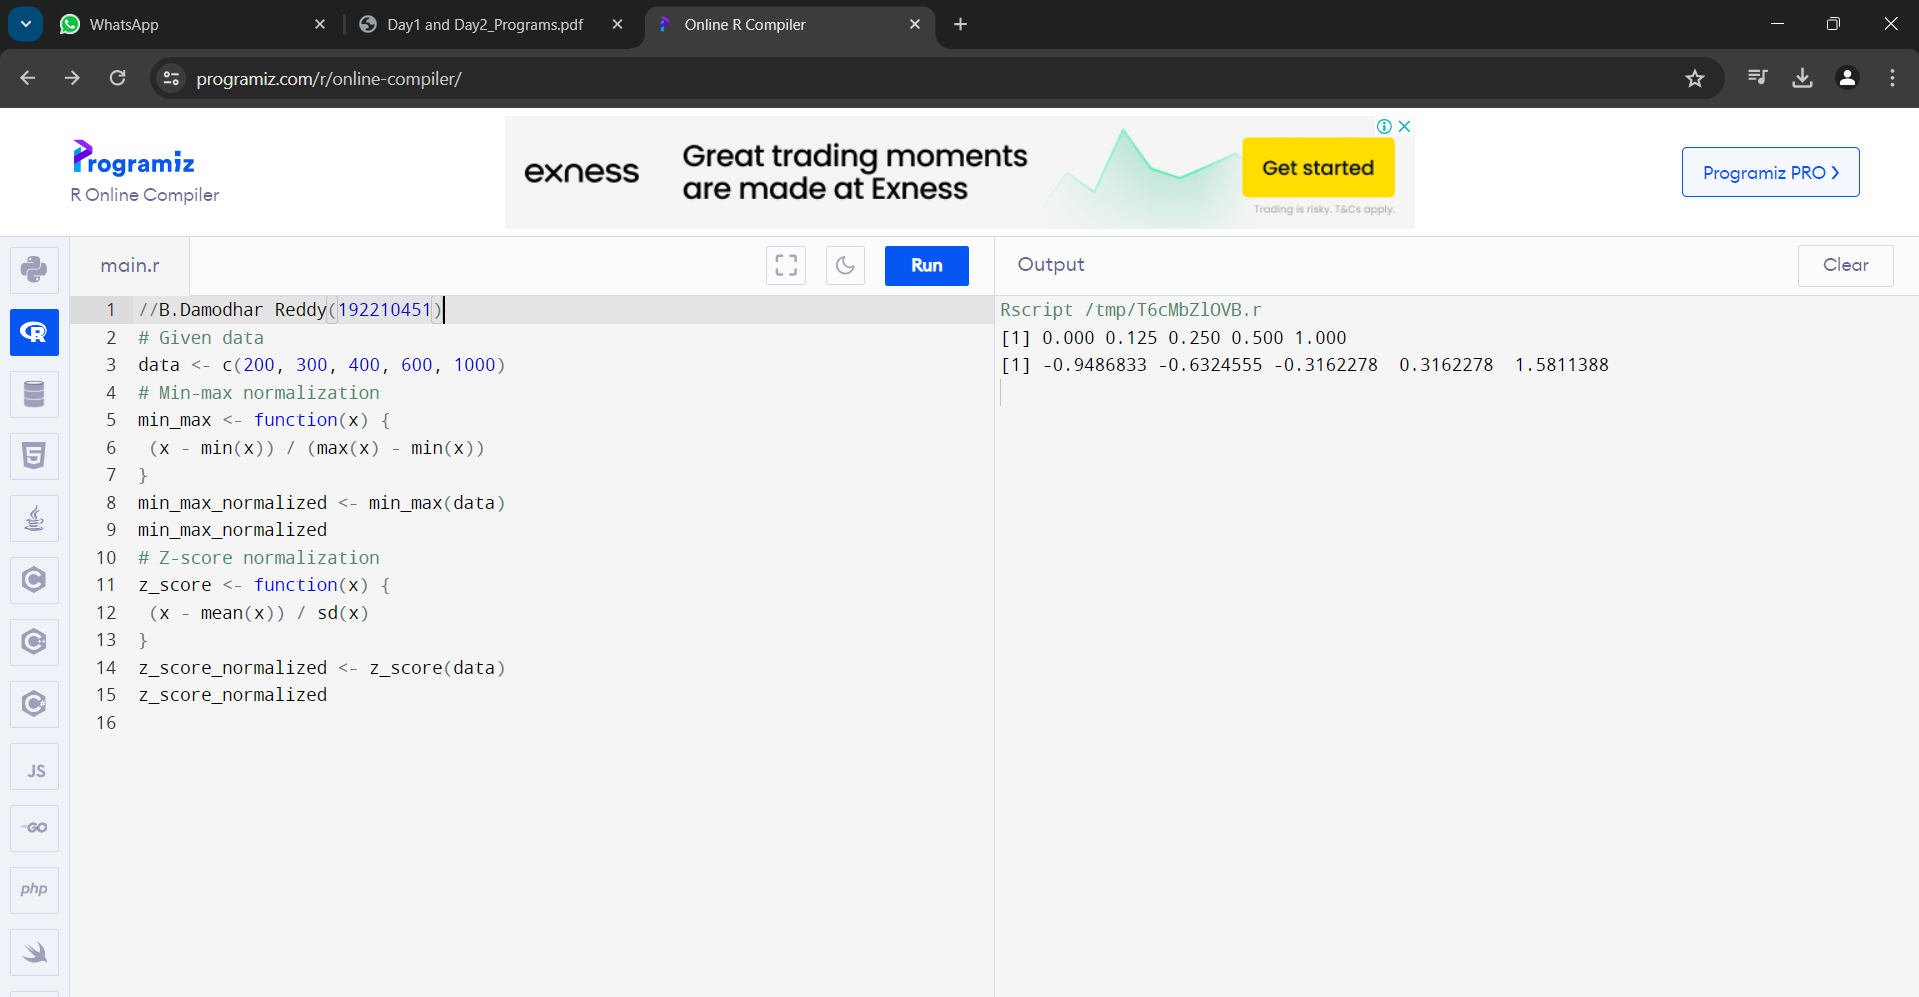 WhatsApp
Day1 and Day2_Programs.pdf
Online R Compiler
programiz.com/r/online-compiler/
Programiz
R Online Compiler
exness
Great trading moments
are made at Exness
Get started
Trading is risky. T&Cs apply.
Programiz PRO >
main.r
Run
Output
Clear
1 //B.Damodhar Reddy(192210451)
2 # Given data
3 data <- c(200, 300, 400, 600, 1000)
4 # Min-max normalization
5 min_max <- function(x) {
6 (x - min(x)) / (max(x) - min(x))
7 }
8 min_max_normalized <- min_max(data)
9 min_max_normalized
10 # Z-score normalization
11 z_score <- function(x) {
12 (x - mean(x)) / sd(x)
13 }
14 z_score_normalized <- z_score(data)
15 z_score_normalized
16
Rscript /tmp/T6cMbZlOVB.r
[1] 0.000 0.125 0.250 0.500 1.000
[1] -0.9486833 -0.6324555 -0.3162278  0.3162278  1.5811388
JS
GO
php